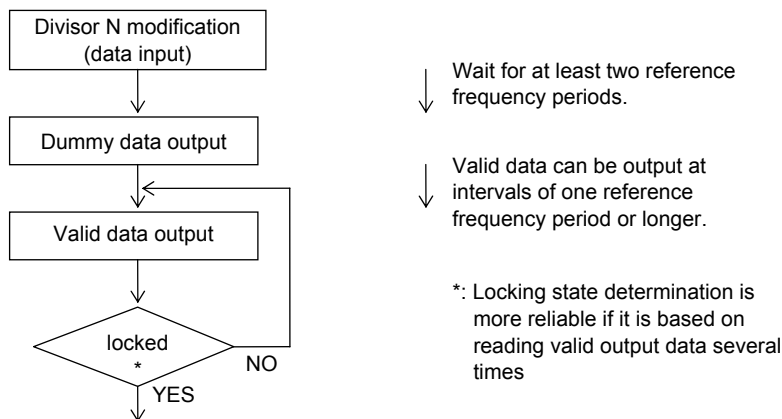 Divisor N modification
(data input)
Dummy data output
Valid data output
locked
*
NO
YES
Wait for at least two reference
frequency periods.
Valid data can be output at
intervals of one reference
frequency period or longer.
*: Locking state determination is
more reliable if it is based on
reading valid output data several
times